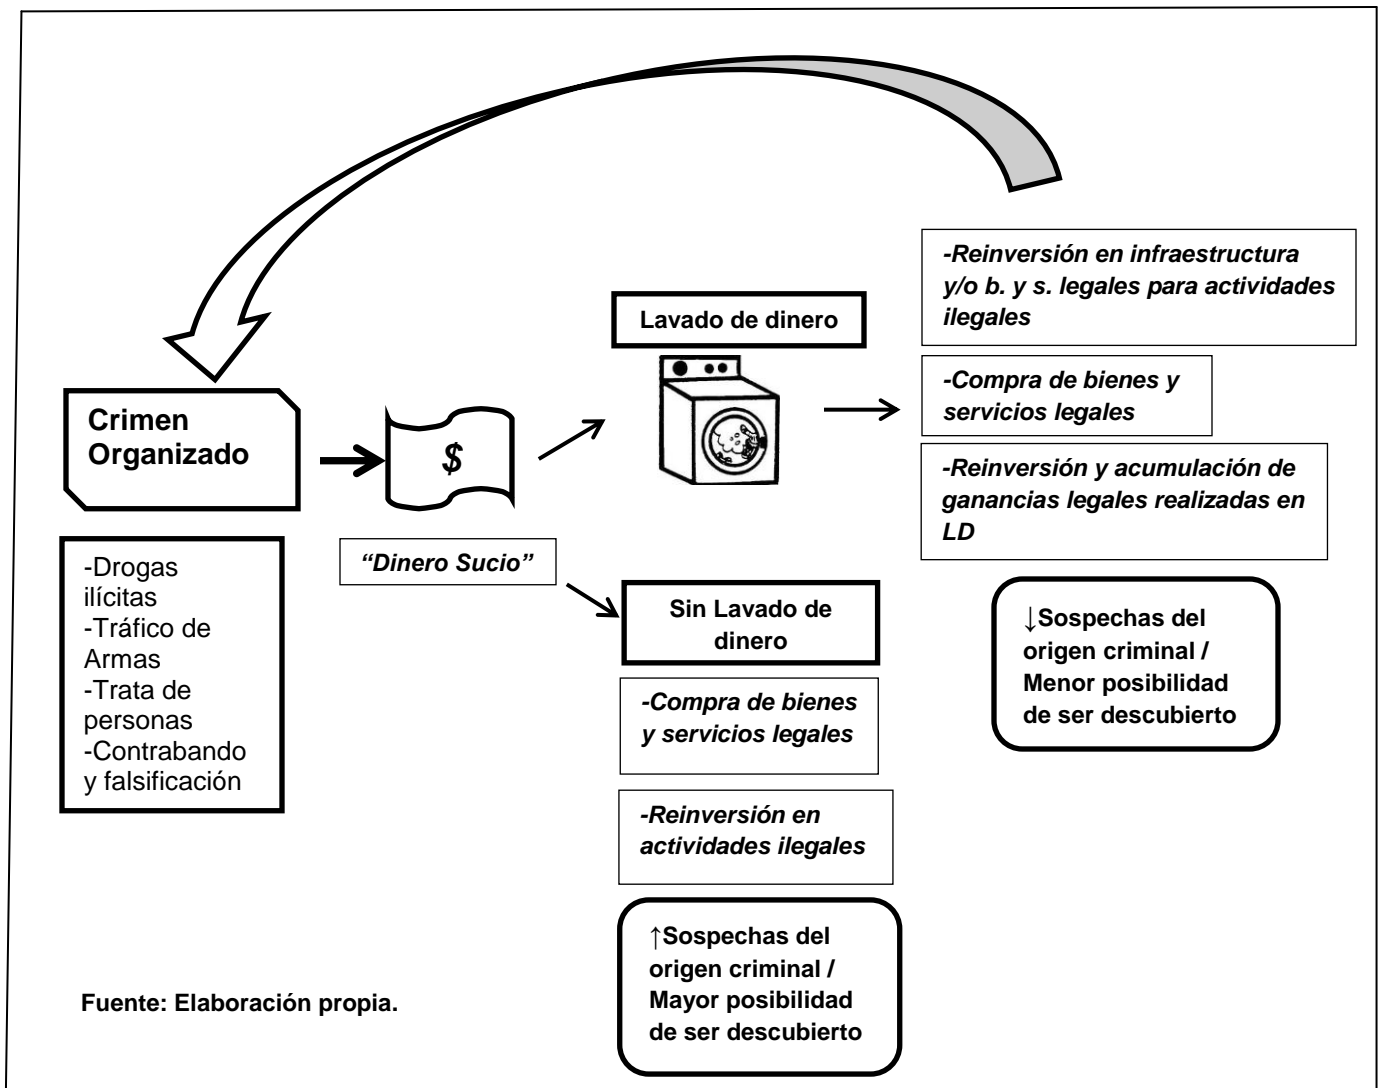 Crimen
Organizado
-Drogas
ilícitas
-Tráfico de
Armas
-Trata de
personas
-Contrabando
y falsificación
$
“Dinero Sucio”
Lavado de dinero
-Reinversión en infraestructura
y/o b. y s. legales para actividades
ilegales
-Compra de bienes y
servicios legales
-Reinversión y acumulación de
ganancias legales realizadas en
LD
↓Sospechas del
origen criminal /
Menor posibilidad
de ser descubierto
Sin Lavado de
dinero
-Compra de bienes
y servicios legales
-Reinversión en
actividades ilegales
↑Sospechas del
origen criminal /
Mayor posibilidad
de ser descubierto
Fuente: Elaboración propia.